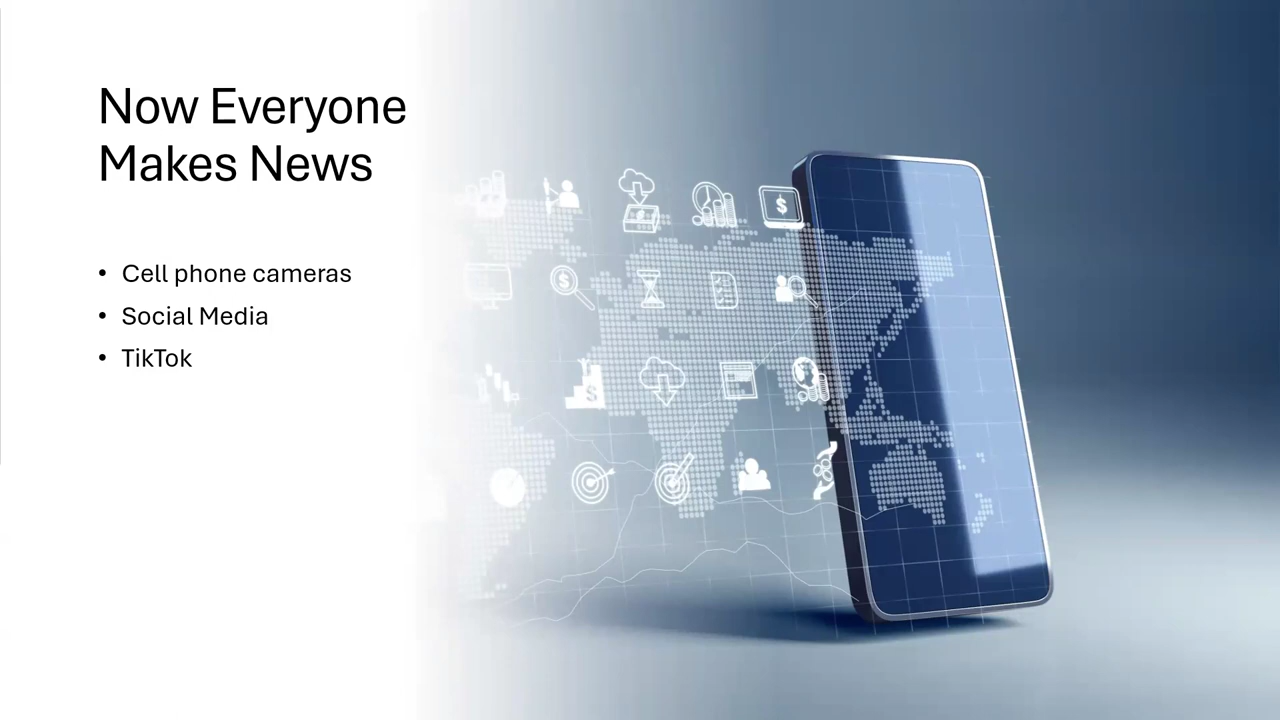 Now Everyone
Makes News
• Cell phone cameras
• Social Media
• TikTok